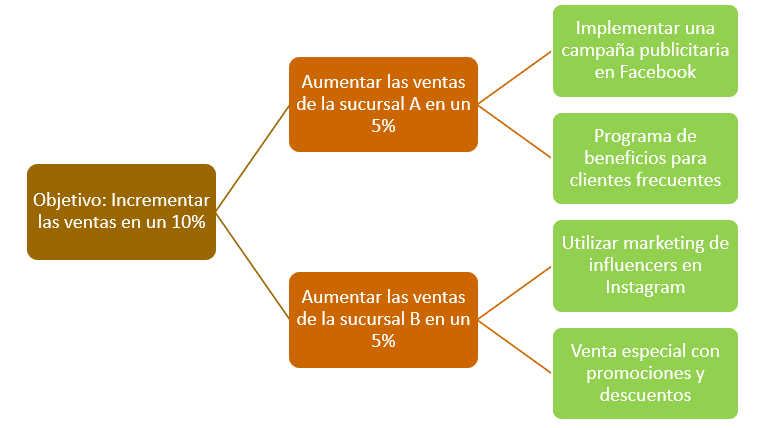 Objetivo: Incrementar
las ventas en un 10%
Aumentar las ventas
de la sucursal A en un
5%
Implementar una
campaña publicitaria
en Facebook
Programa de
beneficios para
clientes frecuentes
Aumentar las ventas
de la sucursal B en un
5%
Utilizar marketing de
influencers en
Instagram
Venta especial con
promociones y
descuentos